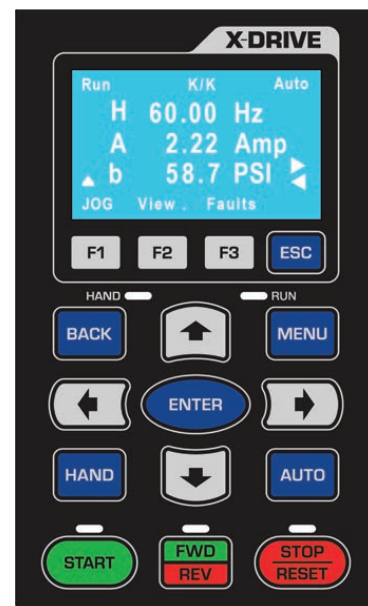 X-DRIVE
Run K/K Auto
H 60.00 Hz
A 2.22 Amp
b 58.7 PSI
JOG View . Faults
F1 F2 F3 ESC
HAND RUN
BACK MENU
ENTER
HAND AUTO
START FWD REV STOP RESET